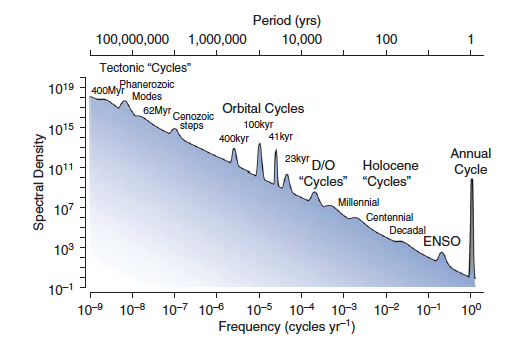 Period (yrs)
100,000,000 1,000,000 10,000 100 1
Tectonic “Cycles”
400Myr
Phanerozoic
Modes
62Myr
Cenozoic
steps
Orbital Cycles
400kyr
100kyr
41kyr
23kyr
D/O
“Cycles”
Holocene
“Cycles”
Millennial
Centennial
Decadal
ENSO
Annual
Cycle
Spectral Density
10¹⁹
10¹⁵
10¹¹
10⁷
10³
10⁻¹
10⁻⁹ 10⁻⁸ 10⁻⁷ 10⁻⁶ 10⁻⁵ 10⁻⁴ 10⁻³ 10⁻² 10⁻¹ 10⁰
Frequency (cycles yr⁻¹)